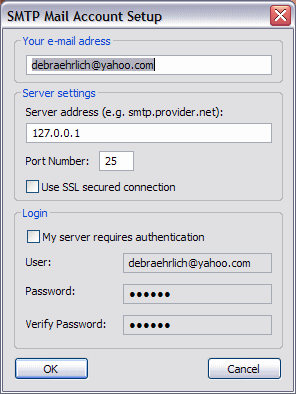 SMTP Mail Account Setup
Your e-mail adress
debraehrlich@yahoo.com
Server settings
Server address (e.g. smtp.provider.net):
127.0.0.1
Port Number: 25
Use SSL secured connection
Login
My server requires authentication
User: debraehrlich@yahoo.com
Password: ●●●●●●
Verify Password: ●●●●●●
OK Cancel